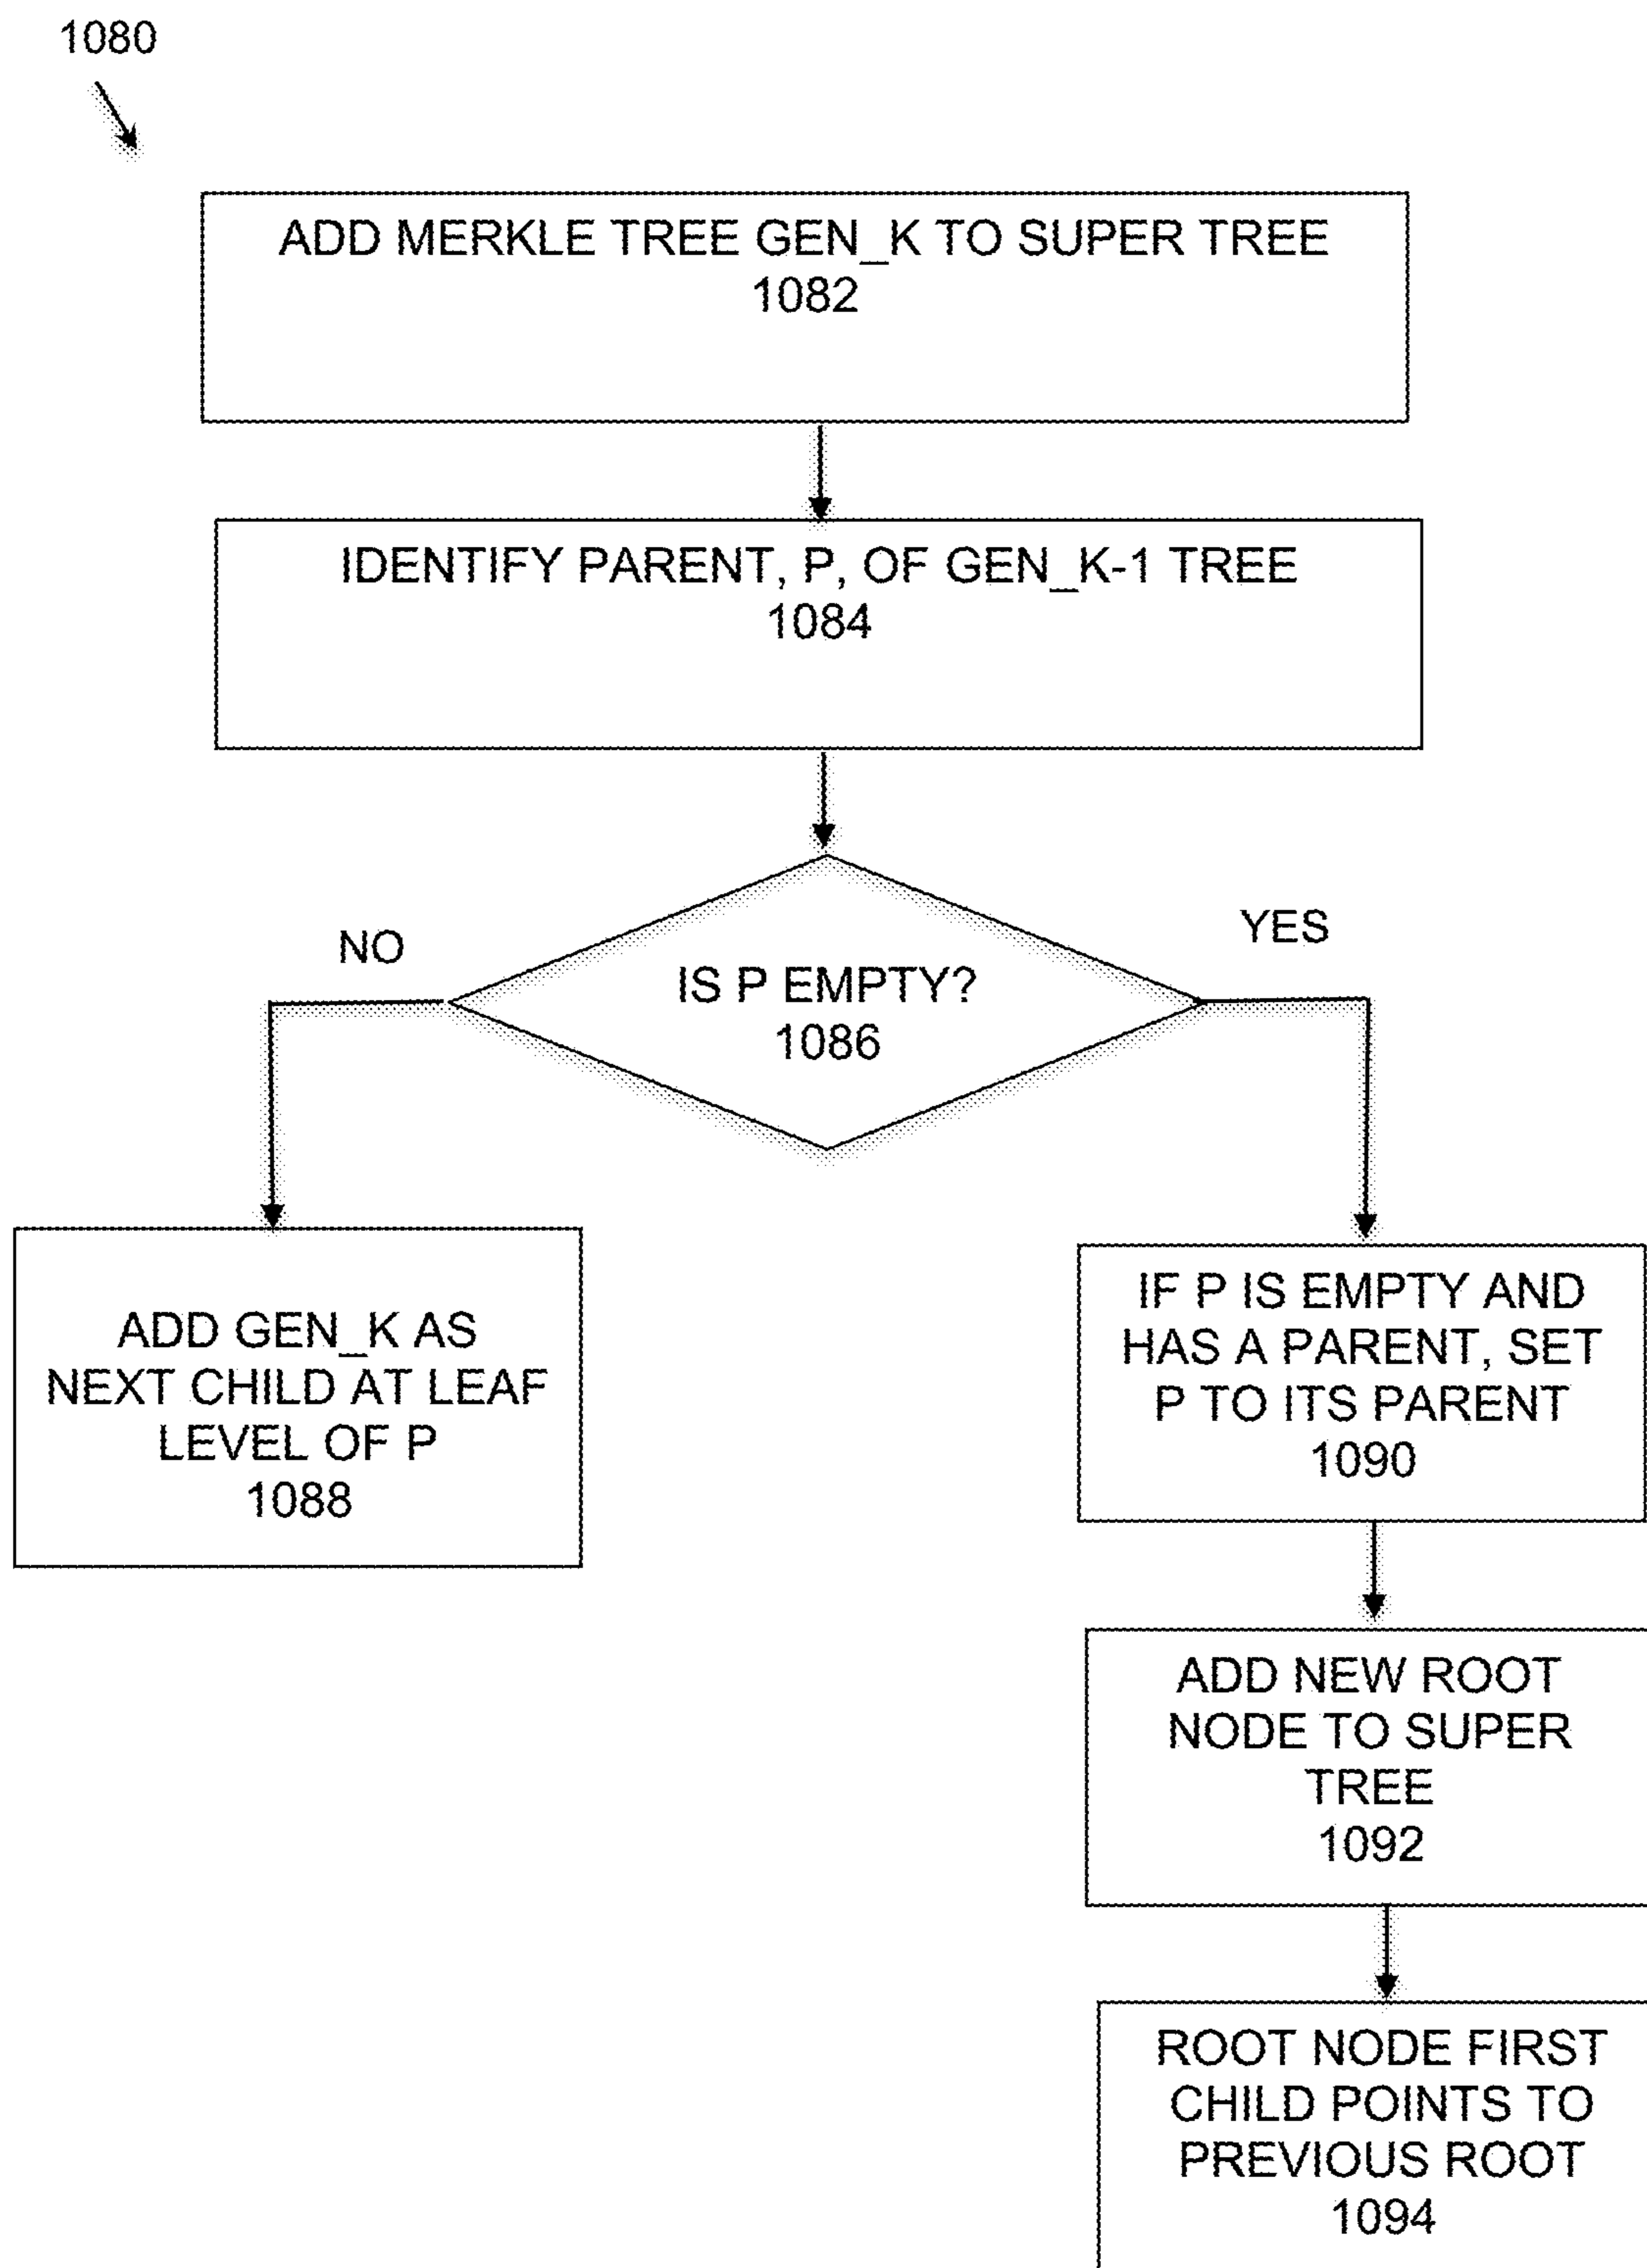 1080
ADD MERKLE TREE GEN_K TO SUPER TREE
1082
IDENTIFY PARENT, P, OF GEN_K-1 TREE
1084
NO
YES
IS P EMPTY?
1086
ADD GEN_K AS
NEXT CHILD AT LEAF
LEVEL OF P
1088
IF P IS EMPTY AND
HAS A PARENT, SET
P TO ITS PARENT
1090
ADD NEW ROOT
NODE TO SUPER
TREE
1092
ROOT NODE FIRST
CHILD POINTS TO
PREVIOUS ROOT
1094